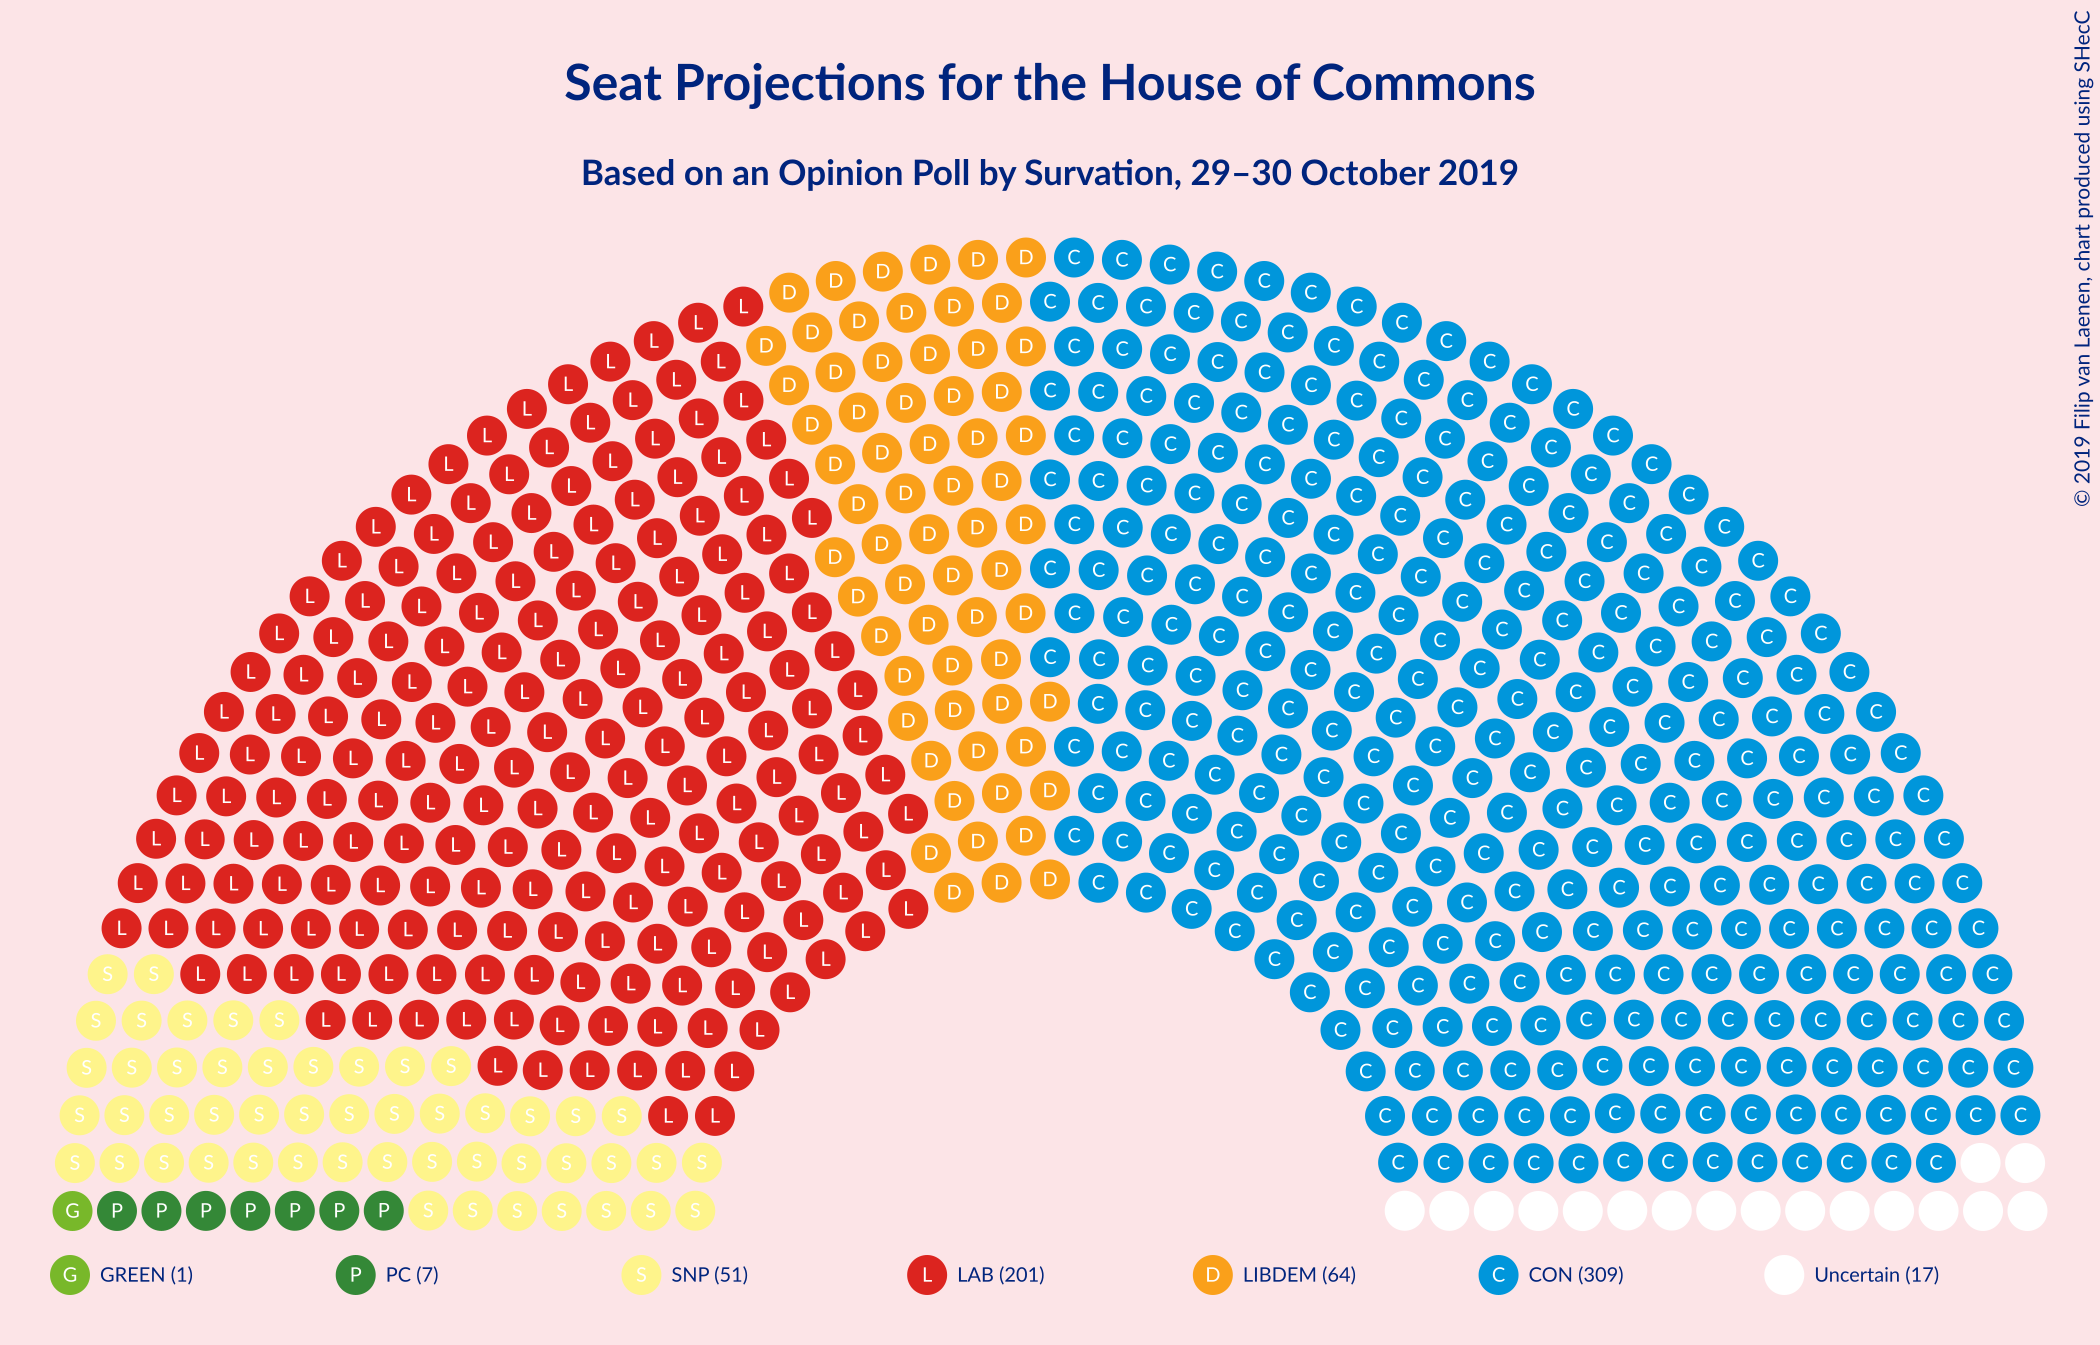 Seat Projections for the House of Commons
Based on an Opinion Poll by Survation, 29–30 October 2019
© 2019 Filip van Laenen, chart produced using SHecC
G GREEN (1)
P PC (7)
S SNP (51)
L LAB (201)
D LIBDEM (64)
C CON (309)
Uncertain (17)